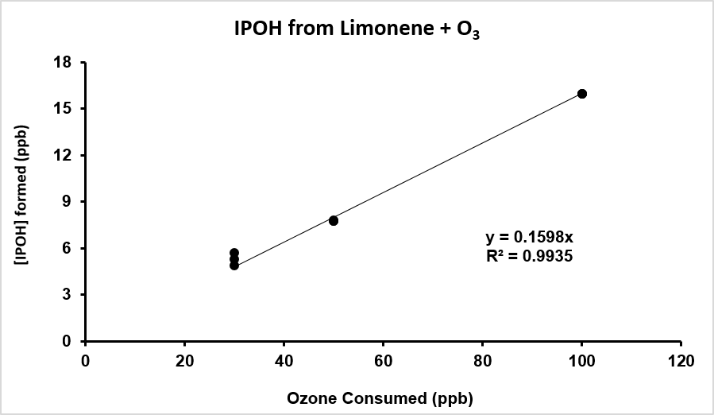 IPOH from Limonene + O₃
[IPOH] formed (ppb)
18
15
12
9
6
3
0
y = 0.1598x
R² = 0.9935
0 20 40 60 80 100 120
Ozone Consumed (ppb)